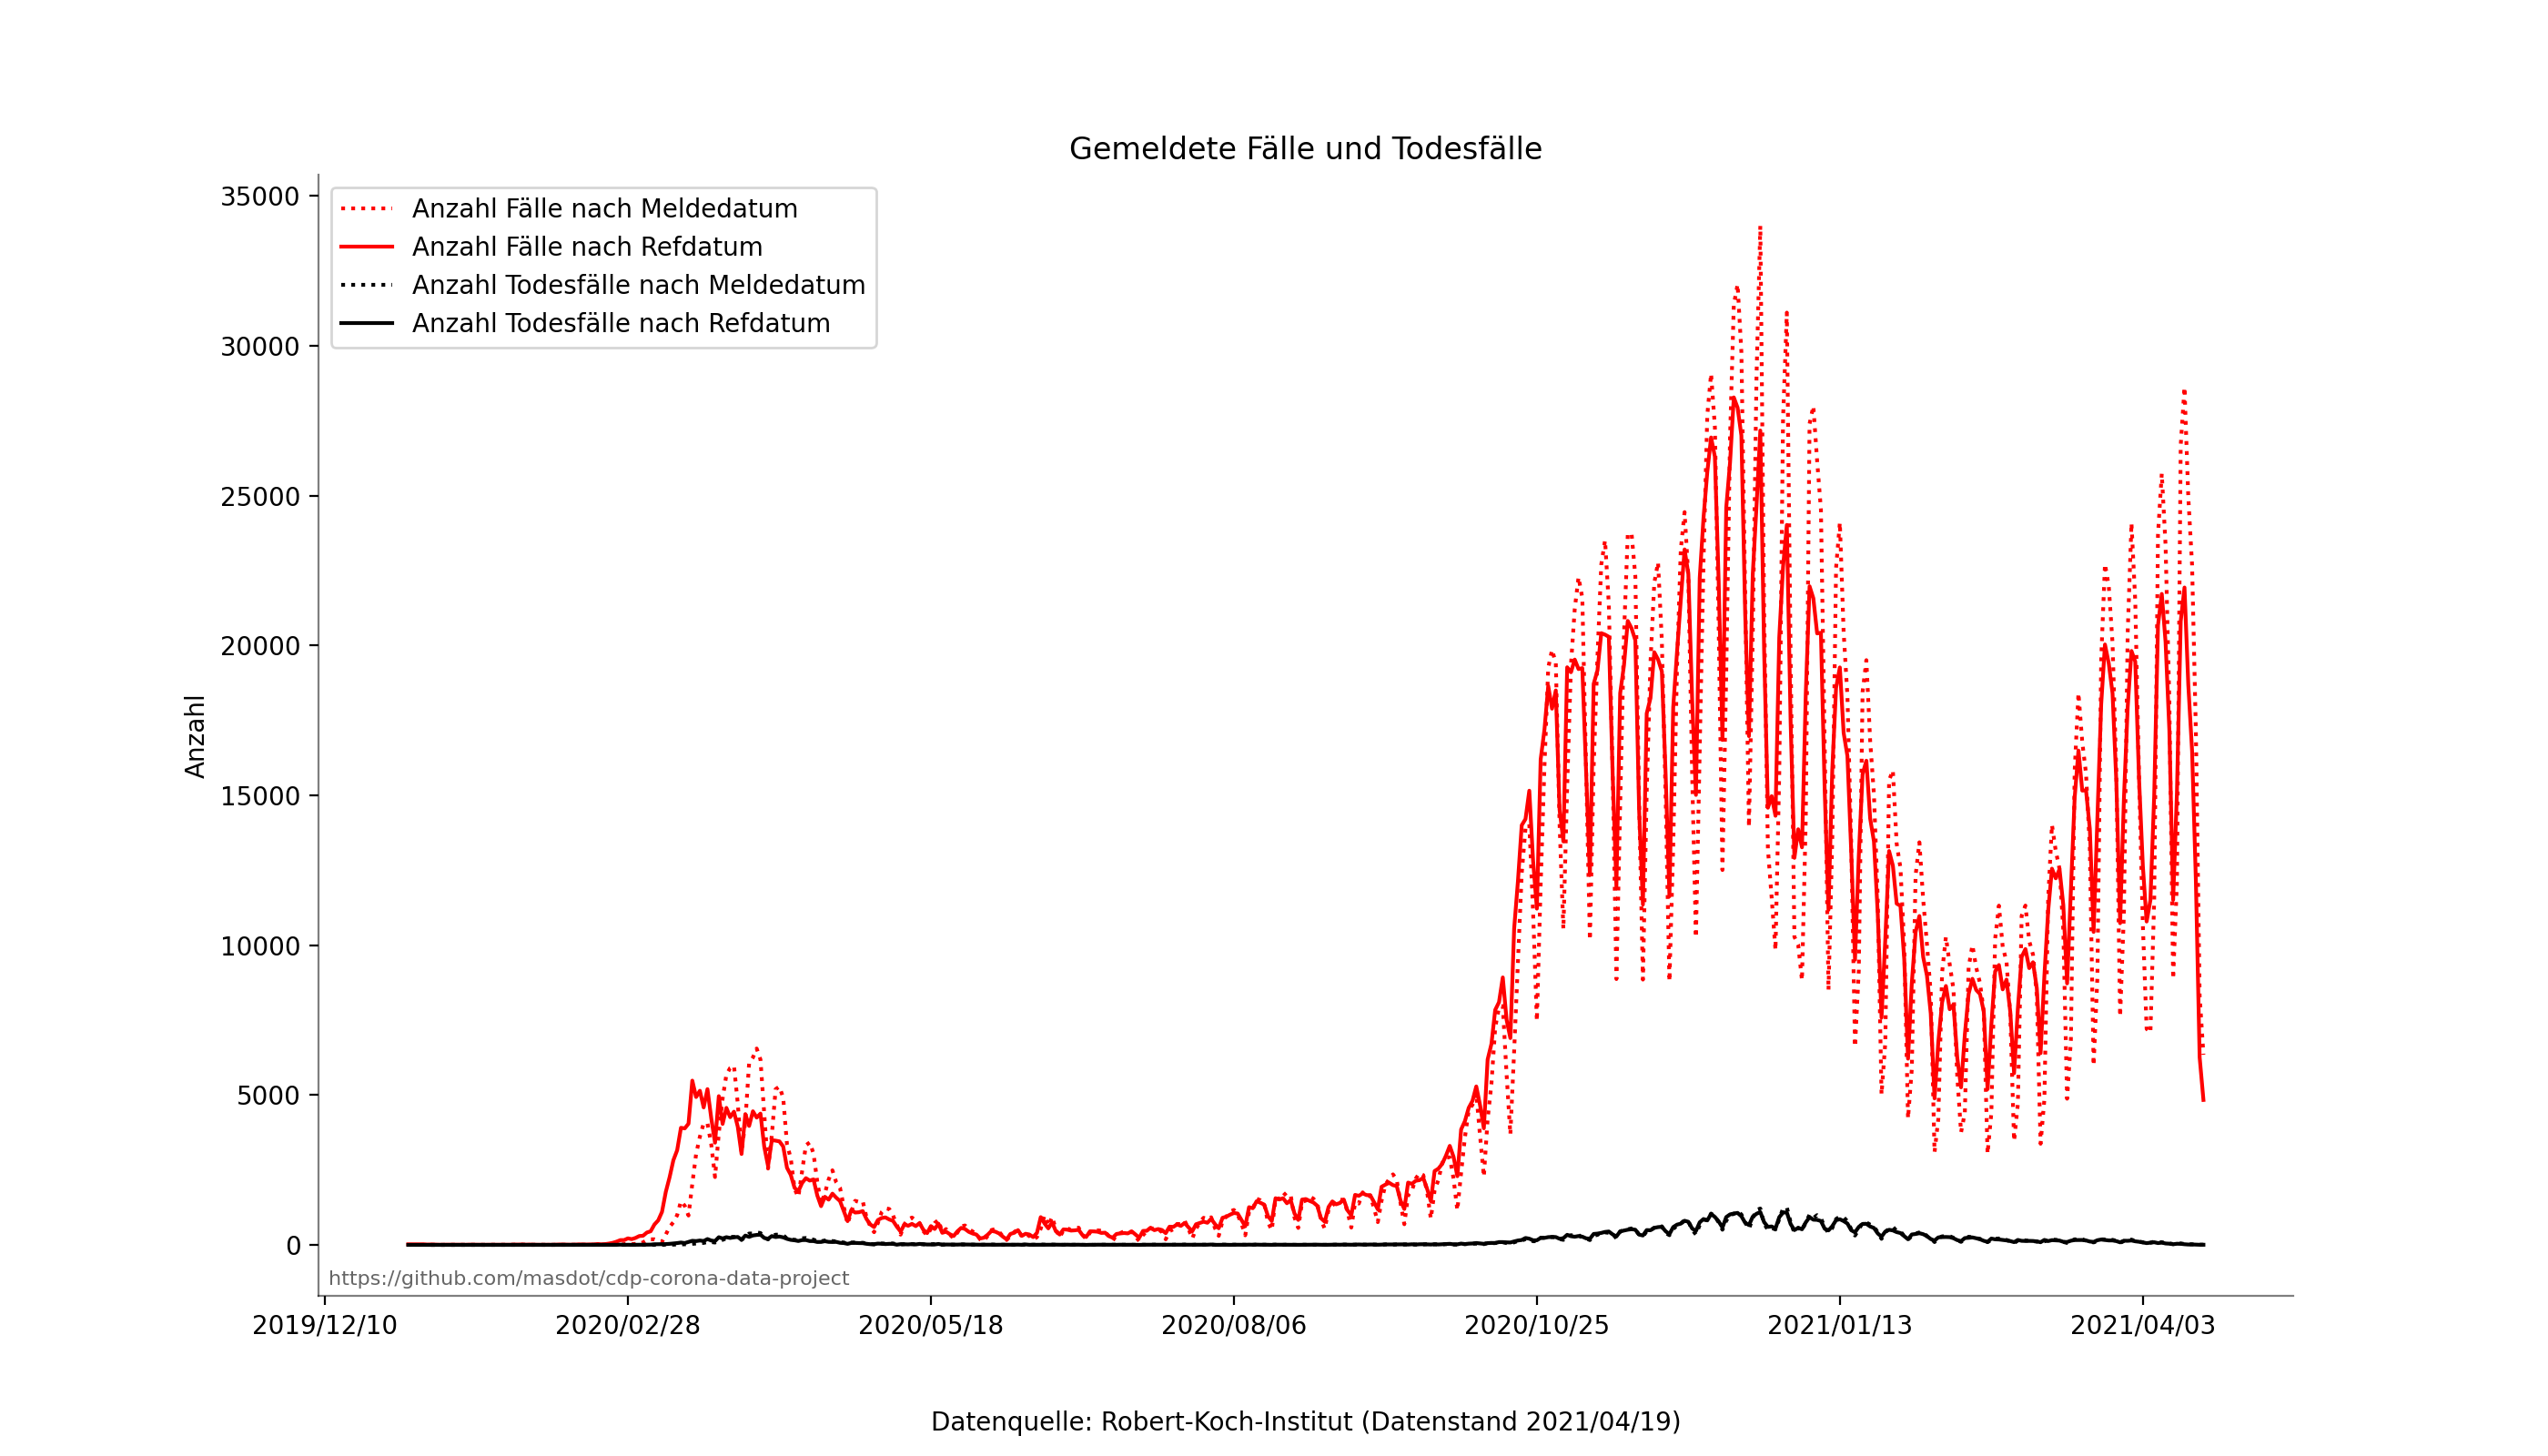 Gemeldete Fälle und Todesfälle
35000
30000
25000
20000
15000
10000
5000
0
Anzahl
Anzahl Fälle nach Meldedatum
Anzahl Fälle nach Refdatum
Anzahl Todesfälle nach Meldedatum
Anzahl Todesfälle nach Refdatum
https://github.com/masdot/cdp-corona-data-project
2019/12/10 2020/02/28 2020/05/18 2020/08/06 2020/10/25 2021/01/13 2021/04/03
Datenquelle: Robert-Koch-Institut (Datenstand 2021/04/19)